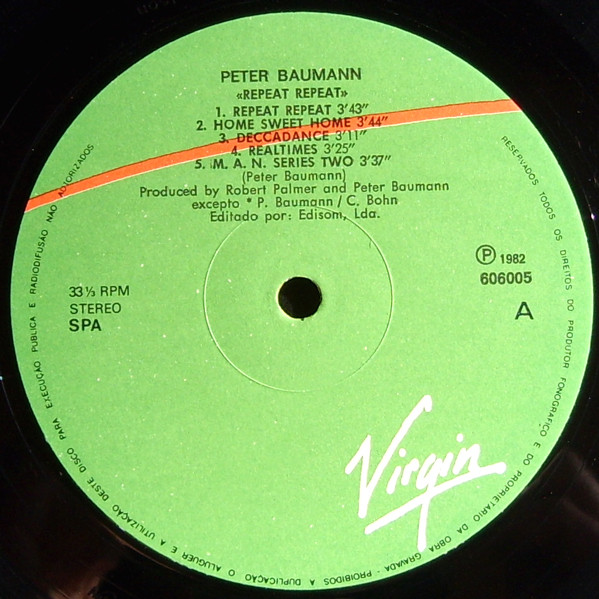 PETER BAUMANN
«REPEAT REPEAT»
1. REPEAT REPEAT 3'43"
2. HOME SWEET HOME 3'44"
3. DECCADANCE 3'11"
4. REALTIMES 3'25"
5. M. A. N. SERIES TWO 3'37"
(Peter Baumann)
Produced by Robert Palmer and Peter Baumann
excepto * P. Baumann / C. Bohn
Editado por: Edisom, Lda.
33 ⅓ RPM
STEREO
SPA
Ⓟ 1982
606005
A
Virgin
RESERVADOS TODOS OS DIREITOS DO PRODUTOR FONOGRÁFICO E DO PROPRIETÁRIO DA OBRA GRAVADA - PROIBIDOS A DUPLICAÇÃO O ALUGUER E A UTILIZAÇÃO DESTE DISCO PARA EXECUÇÃO PÚBLICA E RADIODIFUSÃO NÃO AUTORIZADOS